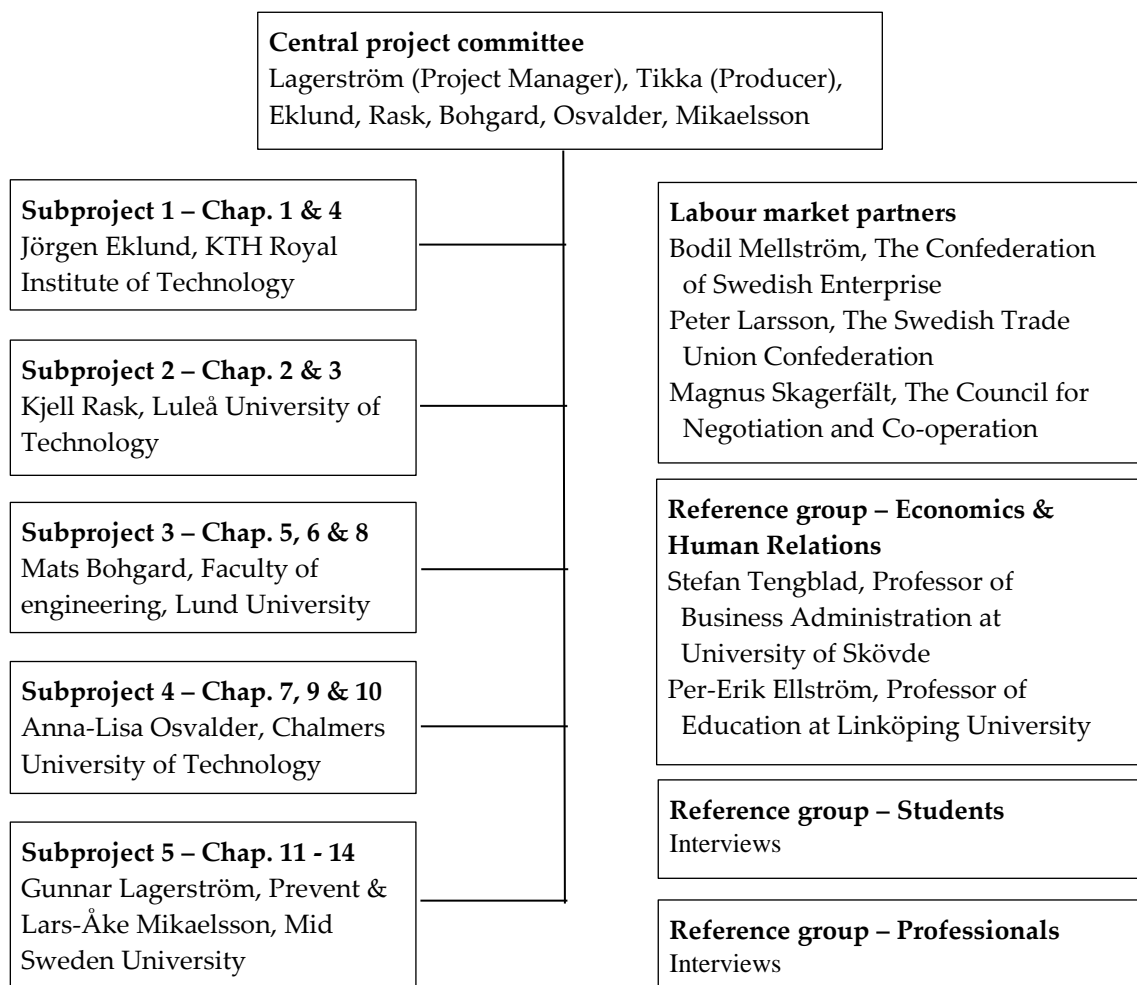 Central project committee
Lagerström (Project Manager), Tikka (Producer),
Eklund, Rask, Bohgard, Osvalder, Mikaelsson
Subproject 1 – Chap. 1 & 4
Jörgen Eklund, KTH Royal
Institute of Technology
Subproject 2 – Chap. 2 & 3
Kjell Rask, Luleå University of
Technology
Subproject 3 – Chap. 5, 6 & 8
Mats Bohgard, Faculty of
engineering, Lund University
Subproject 4 – Chap. 7, 9 & 10
Anna-Lisa Osvalder, Chalmers
University of Technology
Subproject 5 – Chap. 11 - 14
Gunnar Lagerström, Prevent &
Lars-Åke Mikaelsson, Mid
Sweden University
Labour market partners
Bodil Mellström, The Confederation
of Swedish Enterprise
Peter Larsson, The Swedish Trade
Union Confederation
Magnus Skagerfält, The Council for
Negotiation and Co-operation
Reference group – Economics &
Human Relations
Stefan Tengblad, Professor of
Business Administration at
University of Skövde
Per-Erik Ellström, Professor of
Education at Linköping University
Reference group – Students
Interviews
Reference group – Professionals
Interviews